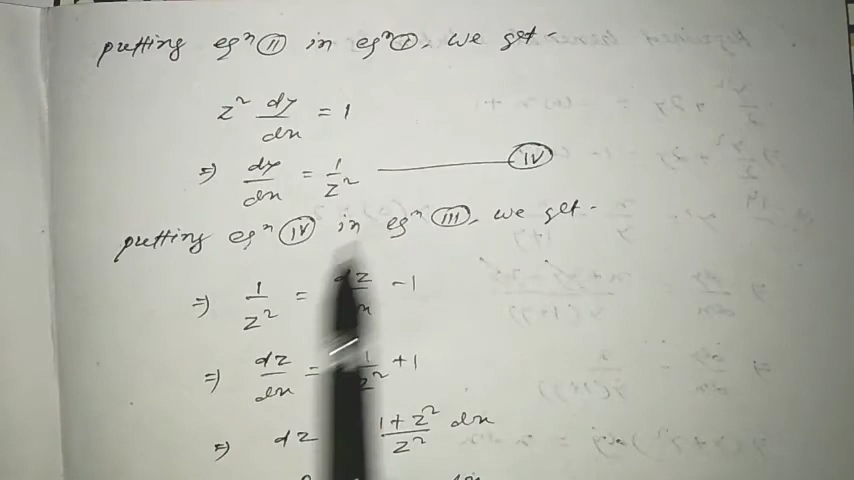 putting eqⁿ (II) in eqⁿ (I), we get -
z² dy/dx = 1
⇒ dy/dx = 1/z² ——— (IV)
putting eqⁿ (IV) in eqⁿ (III), we get -
⇒ 1/z² = dz/dx - 1
⇒ dz/dx = 1/z² + 1
⇒ dz 1+z²/z² dx